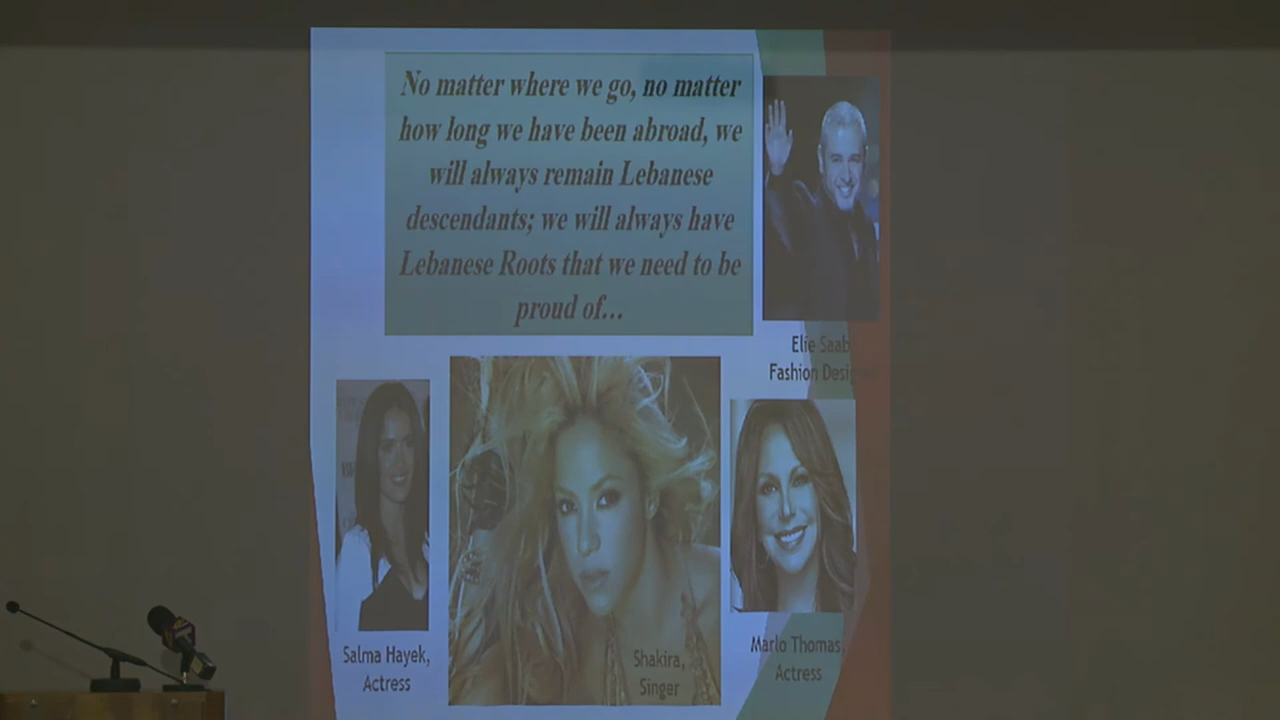 No matter where we go, no matter
how long we have been abroad, we
will always remain Lebanese
descendants; we will always have
Lebanese Roots that we need to be
proud of...
Elie Saab
Fashion
Salma Hayek,
Actress
Shakira,
Singer
Marlo Thomas,
Actress